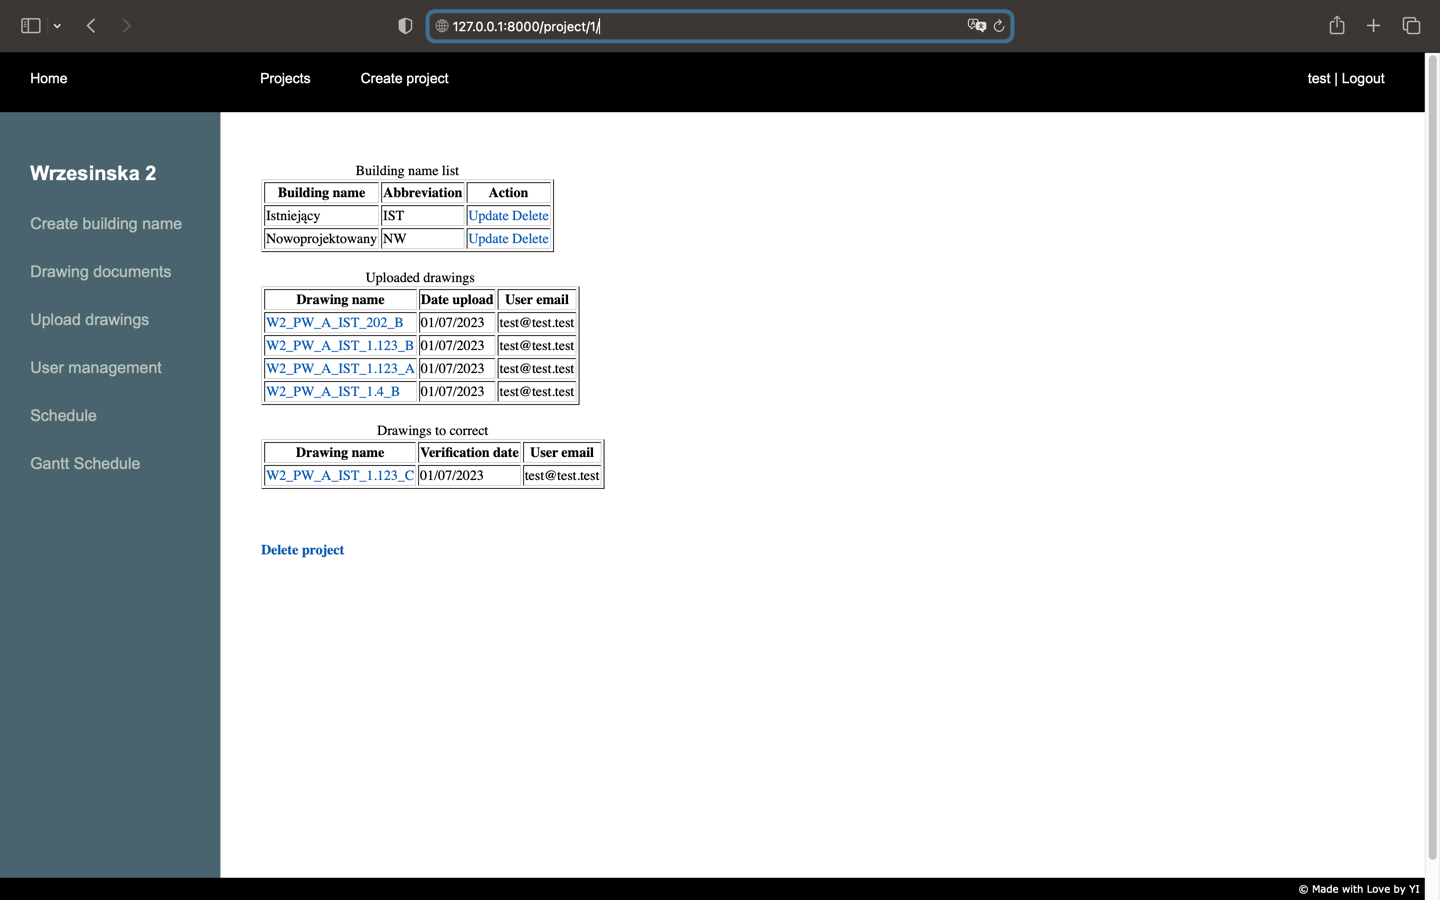 127.0.0.1:8000/project/1/
Home Projects Create project test | Logout
Wrzesinska 2
Create building name
Drawing documents
Upload drawings
User management
Schedule
Gantt Schedule
Building name list
Building name Abbreviation Action
Istniejący IST Update Delete
Nowoprojektowany NW Update Delete
Uploaded drawings
Drawing name Date upload User email
W2_PW_A_IST_202_B 01/07/2023 test@test.test
W2_PW_A_IST_1.123_B 01/07/2023 test@test.test
W2_PW_A_IST_1.123_A 01/07/2023 test@test.test
W2_PW_A_IST_1.4_B 01/07/2023 test@test.test
Drawings to correct
Drawing name Verification date User email
W2_PW_A_IST_1.123_C 01/07/2023 test@test.test
Delete project
© Made with Love by YI